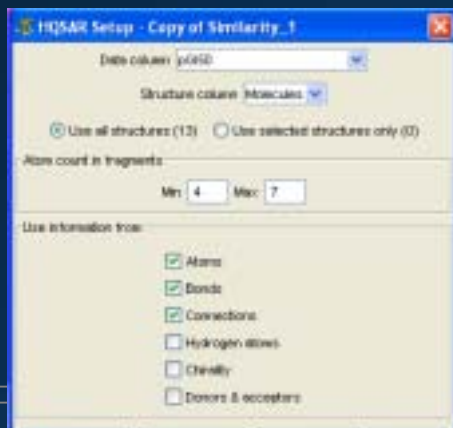 HQSAR Setup - Copy of Similarity_1
Data column
Structure column Molecules
Use all structures (13) Use selected structures only (0)
Atom count in fragments
Min: 4 Max: 7
Use information from:
Atoms
Bonds
Connections
Hydrogen atoms
Chirality
Donors & acceptors